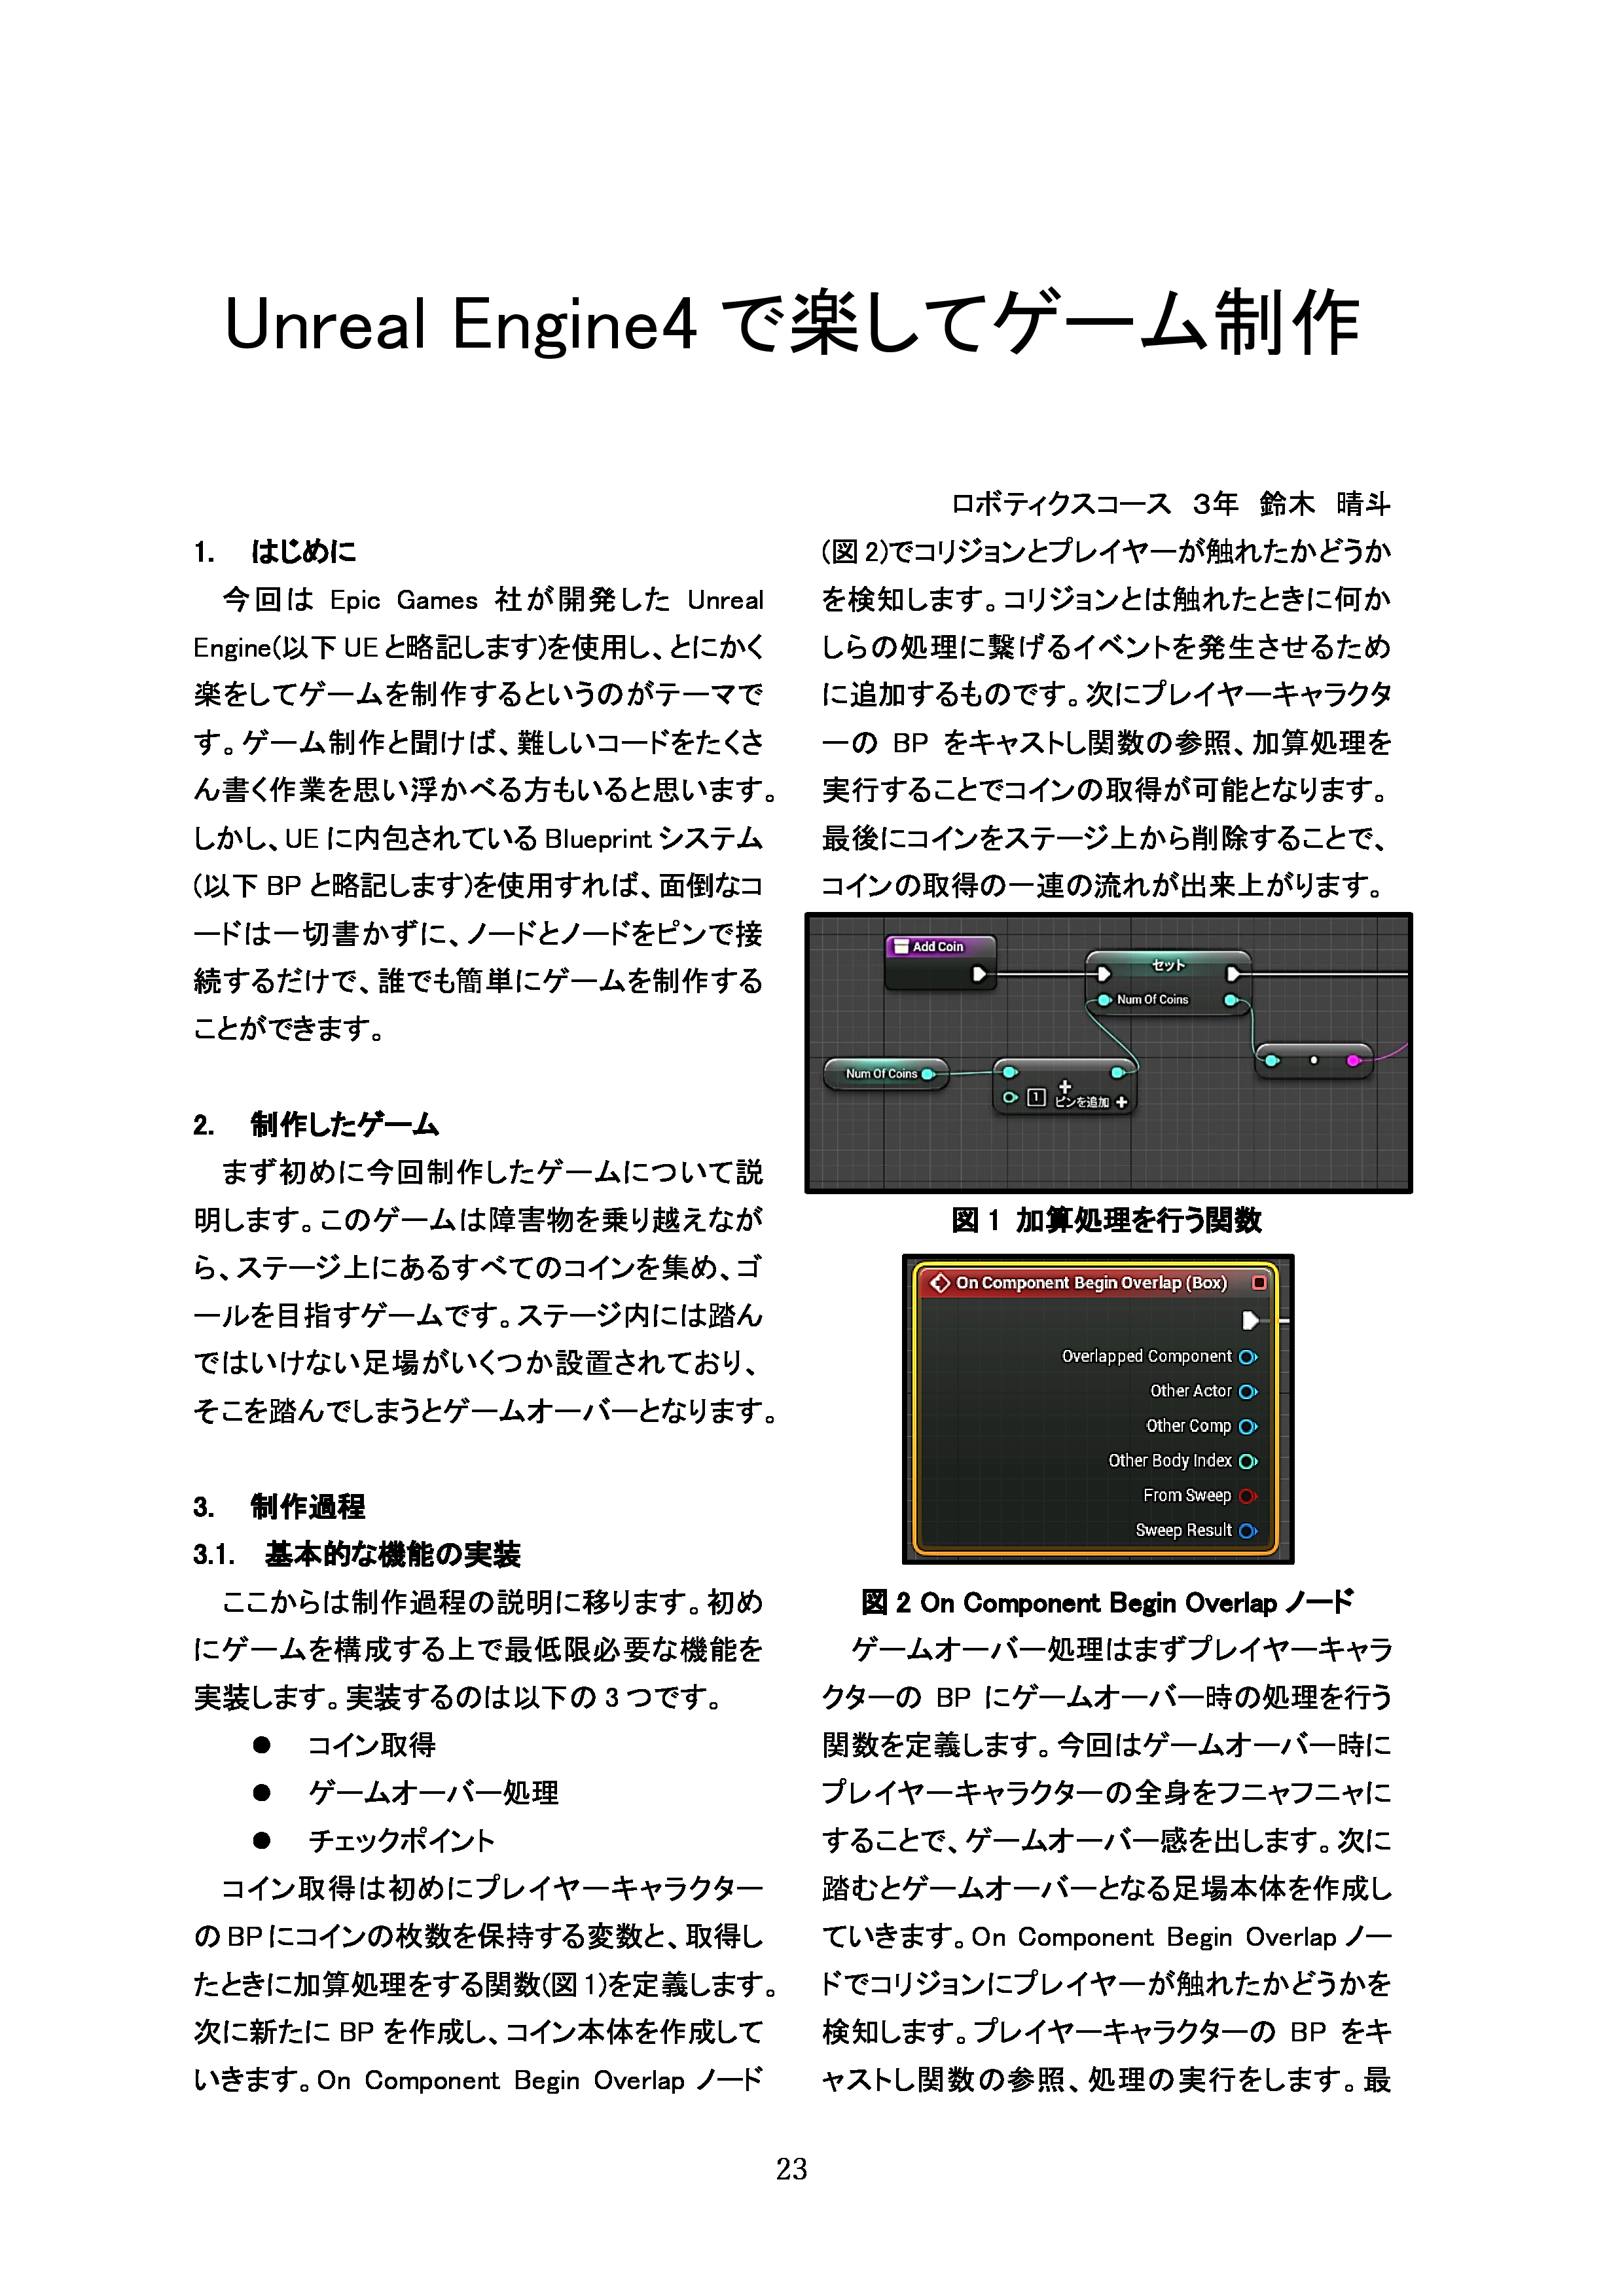 Unreal Engine4 で楽してゲーム制作
ロボティクスコース 3年 鈴木 晴斗
1. はじめに
今回は Epic Games 社が開発した Unreal
Engine(以下 UE と略記します)を使用し、とにかく
楽をしてゲームを制作するというのがテーマで
す。ゲーム制作と聞けば、難しいコードをたくさ
ん書く作業を思い浮かべる方もいると思います。
しかし、UE に内包されている Blueprint システム
(以下 BP と略記します)を使用すれば、面倒なコ
ードは一切書かずに、ノードとノードをピンで接
続するだけで、誰でも簡単にゲームを制作する
ことができます。
2. 制作したゲーム
まず初めに今回制作したゲームについて説
明します。このゲームは障害物を乗り越えなが
ら、ステージ上にあるすべてのコインを集め、ゴ
ールを目指すゲームです。ステージ内には踏ん
ではいけない足場がいくつか設置されており、
そこを踏んでしまうとゲームオーバーとなります。
3. 制作過程
3.1. 基本的な機能の実装
ここからは制作過程の説明に移ります。初め
にゲームを構成する上で最低限必要な機能を
実装します。実装するのは以下の 3 つです。
● コイン取得
● ゲームオーバー処理
● チェックポイント
コイン取得は初めにプレイヤーキャラクター
の BP にコインの枚数を保持する変数と、取得し
たときに加算処理をする関数(図 1)を定義します。
次に新たに BP を作成し、コイン本体を作成して
いきます。On Component Begin Overlap ノード
(図 2)でコリジョンとプレイヤーが触れたかどうか
を検知します。コリジョンとは触れたときに何か
しらの処理に繋げるイベントを発生させるため
に追加するものです。次にプレイヤーキャラクタ
ーの BP をキャストし関数の参照、加算処理を
実行することでコインの取得が可能となります。
最後にコインをステージ上から削除することで、
コインの取得の一連の流れが出来上がります。
Add Coin
セット
Num Of Coins
Num Of Coins
1 ピンを追加 +
図 1 加算処理を行う関数
On Component Begin Overlap (Box)
Overlapped Component
Other Actor
Other Comp
Other Body Index
From Sweep
Sweep Result
図 2 On Component Begin Overlap ノード
ゲームオーバー処理はまずプレイヤーキャラ
クターの BP にゲームオーバー時の処理を行う
関数を定義します。今回はゲームオーバー時に
プレイヤーキャラクターの全身をフニャフニャに
することで、ゲームオーバー感を出します。次に
踏むとゲームオーバーとなる足場本体を作成し
ていきます。On Component Begin Overlap ノー
ドでコリジョンにプレイヤーが触れたかどうかを
検知します。プレイヤーキャラクターの BP をキ
ャストし関数の参照、処理の実行をします。最
23